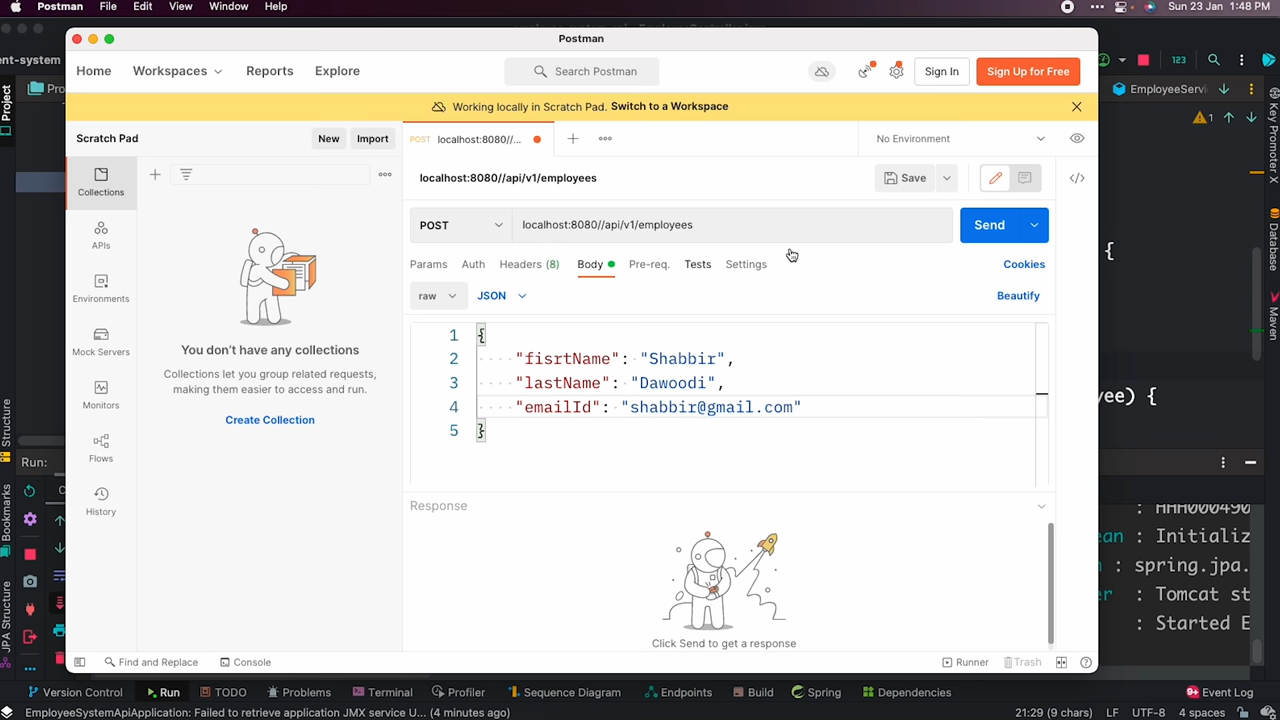 Postman File Edit View Window Help Sun 23 Jan 1:48 PM
Postman
ent-system
123
Home Workspaces Reports Explore Search Postman Sign In Sign Up for Free
Project
Pro
EmployeeServi
Working locally in Scratch Pad. Switch to a Workspace
1
Scratch Pad New Import
POST localhost:8080//... No Environment
Key Promoter X
Collections
localhost:8080//api/v1/employees Save
POST localhost:8080//api/v1/employees Send
APIs
Database
{
Params Auth Headers (8) Body Pre-req. Tests Settings Cookies
Environments
raw JSON Beautify
Maven
Mock Servers
1 {
You don't have any collections
2 "fisrtName": "Shabbir",
Collections let you group related requests,
making them easier to access and run.
3 "lastName": "Dawoodi",
Monitors
4 "emailId": "shabbir@gmail.com"
yee) {
Create Collection
5 }
Structure
Flows
Run:
History
Bookmarks
C
Response
: HHH000490
ean : Initializ
: spring.jpa.
er : Tomcat st
: Started E
JPA Structure
Click Send to get a response
Find and Replace Console Runner Trash
Version Control Run TODO Problems Terminal Profiler Sequence Diagram Endpoints Build Spring Dependencies 9+ Event Log
EmployeeSystemApiApplication: Failed to retrieve application JMX service U... (4 minutes ago) 21:29 (9 chars) LF UTF-8 4 spaces